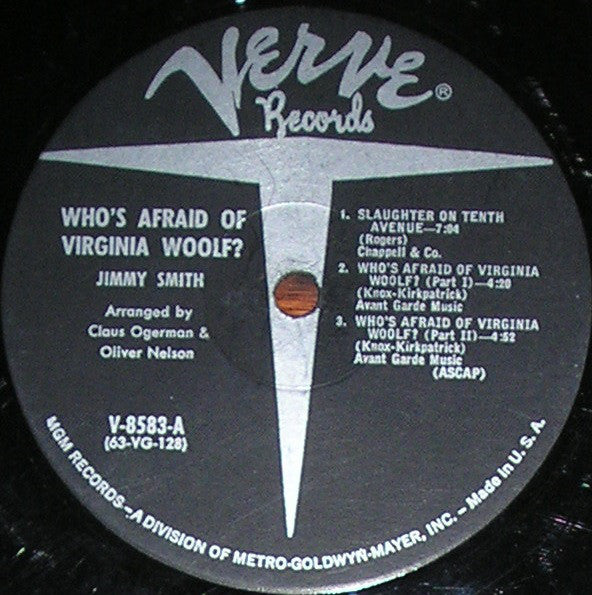 Verve®
Records
WHO'S AFRAID OF
VIRGINIA WOOLF?
JIMMY SMITH
Arranged by
Claus Ogerman &
Oliver Nelson
V-8583-A
(63-VG-128)
1. SLAUGHTER ON TENTH
AVENUE—7:04
(Rogers)
Chappell & Co.
2. WHO'S AFRAID OF VIRGINIA
WOOLF? (Part I)—4:20
(Knox-Kirkpatrick)
Avant Garde Music
3. WHO'S AFRAID OF VIRGINIA
WOOLF? (Part II)—4:52
(Knox-Kirkpatrick)
Avant Garde Music
(ASCAP)
MGM RECORDS—A DIVISION OF METRO-GOLDWYN-MAYER, INC.—Made in U. S. A.